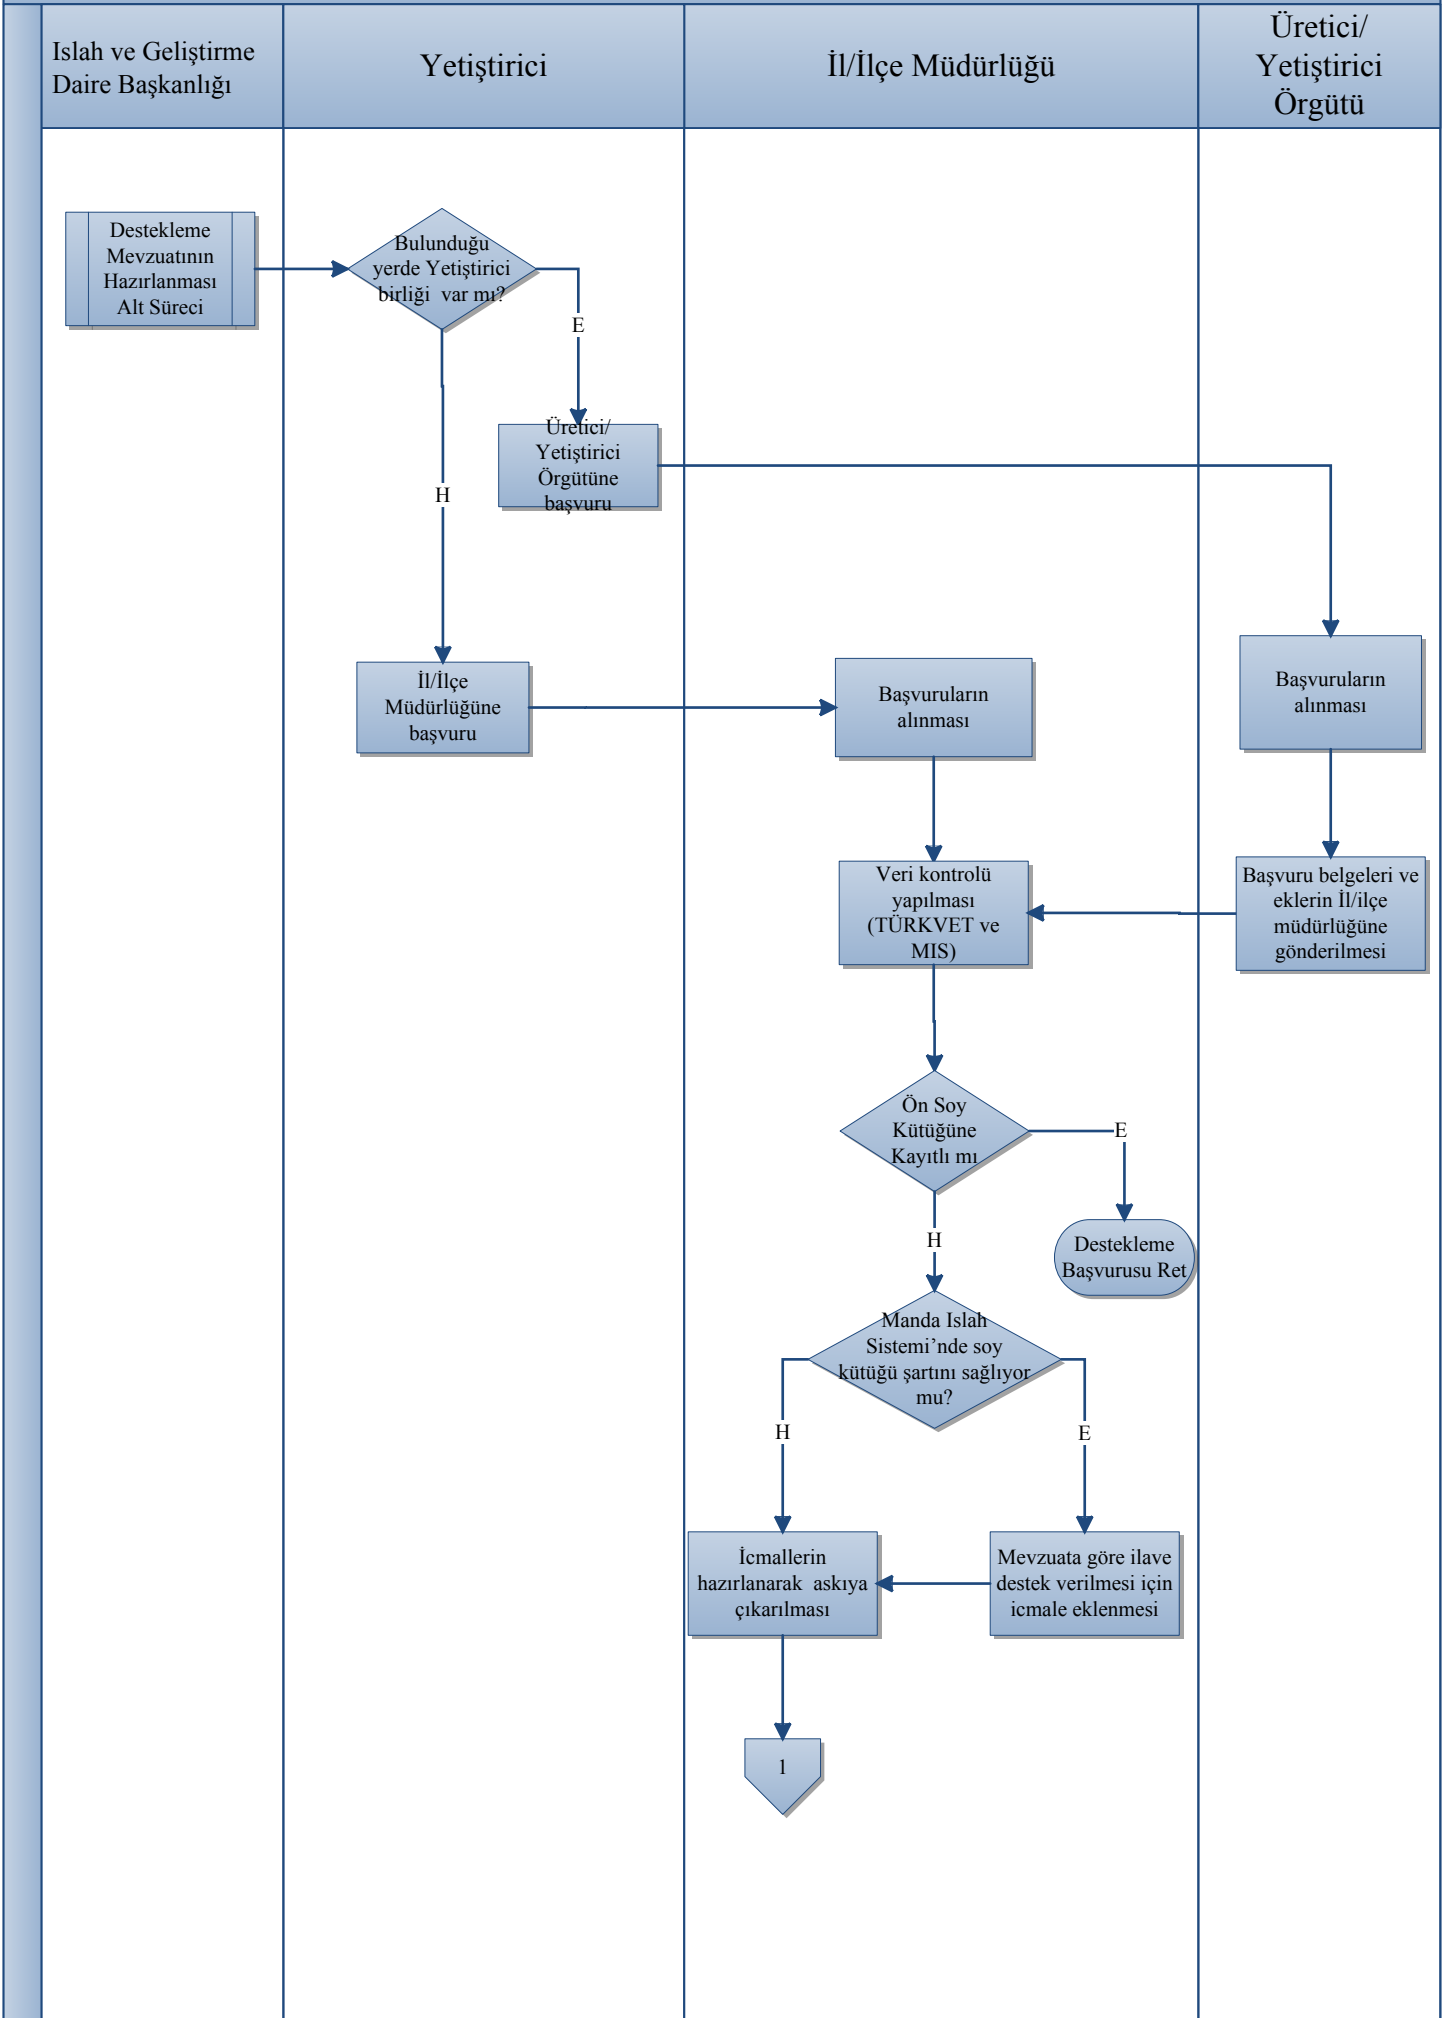 Islah ve Geliştirme
Daire Başkanlığı
Yetiştirici
İl/İlçe Müdürlüğü
Üretici/
Yetiştirici
Örgütü
Destekleme
Mevzuatının
Hazırlanması
Alt Süreci
Bulunduğu
yerde Yetiştirici
birliği var mı?
E
H
Üretici/
Yetiştirici
Örgütüne
başvuru
İl/İlçe
Müdürlüğüne
başvuru
Başvuruların
alınması
Başvuruların
alınması
Veri kontrolü
yapılması
(TÜRKVET ve
MIS)
Başvuru belgeleri ve
eklerin İl/ilçe
müdürlüğüne
gönderilmesi
Ön Soy
Kütüğüne
Kayıtlı mı
E
H
Destekleme
Başvurusu Ret
Manda Islah
Sistemi’nde soy
kütüğü şartını sağlıyor
mu?
H
E
İcmallerin
hazırlanarak askıya
çıkarılması
Mevzuata göre ilave
destek verilmesi için
icmale eklenmesi
1